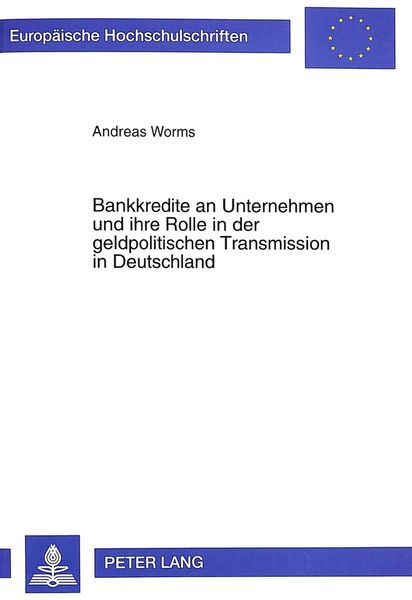 Europäische Hochschulschriften
Andreas Worms
Bankkredite an Unternehmen
und ihre Rolle in der
geldpolitischen Transmission
in Deutschland
PETER LANG